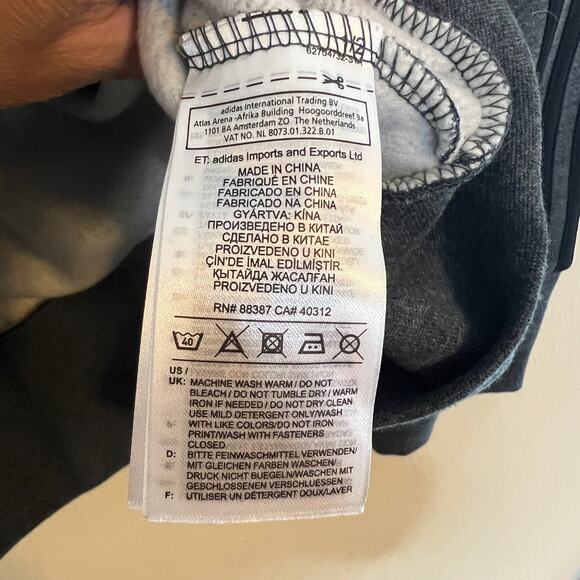 1/2
adidas International Trading BV
Atlas Arena -Afrika Building Hoogoorddreef 9a
1101 BA Amsterdam ZO The Netherlands
VAT NO. NL 8073.01.322.B.01
ET: adidas Imports and Exports Ltd
MADE IN CHINA
FABRIQUÉ EN CHINE
FABRICADO EN CHINA
FABRICADO NA CHINA
GYÁRTVA: KÍNA
ПРОИЗВЕДЕНО В КИТАЙ
СДЕЛАНО В КИТАЕ
PROIZVEDENO U KINI
ÇİN'DE İMAL EDİLMİŞTİR.
ҚЫТАЙДА ЖАСАЛҒАН
PROIZVEDENO U KINI
RN# 88387 CA# 40312
40
US /
UK: MACHINE WASH WARM / DO NOT
BLEACH / DO NOT TUMBLE DRY / WARM
IRON IF NEEDED / DO NOT DRY CLEAN
USE MILD DETERGENT ONLY/WASH
WITH LIKE COLORS/DO NOT IRON
PRINT/WASH WITH FASTENERS
CLOSED
D: BITTE FEINWASCHMITTEL VERWENDEN/
MIT GLEICHEN FARBEN WASCHEN/
DRUCK NICHT BUEGELN/WASCHEN MIT
GESCHLOSSENEN VERSCHLUESSEN
F: UTILISER UN DÉTERGENT DOUX/LAVER